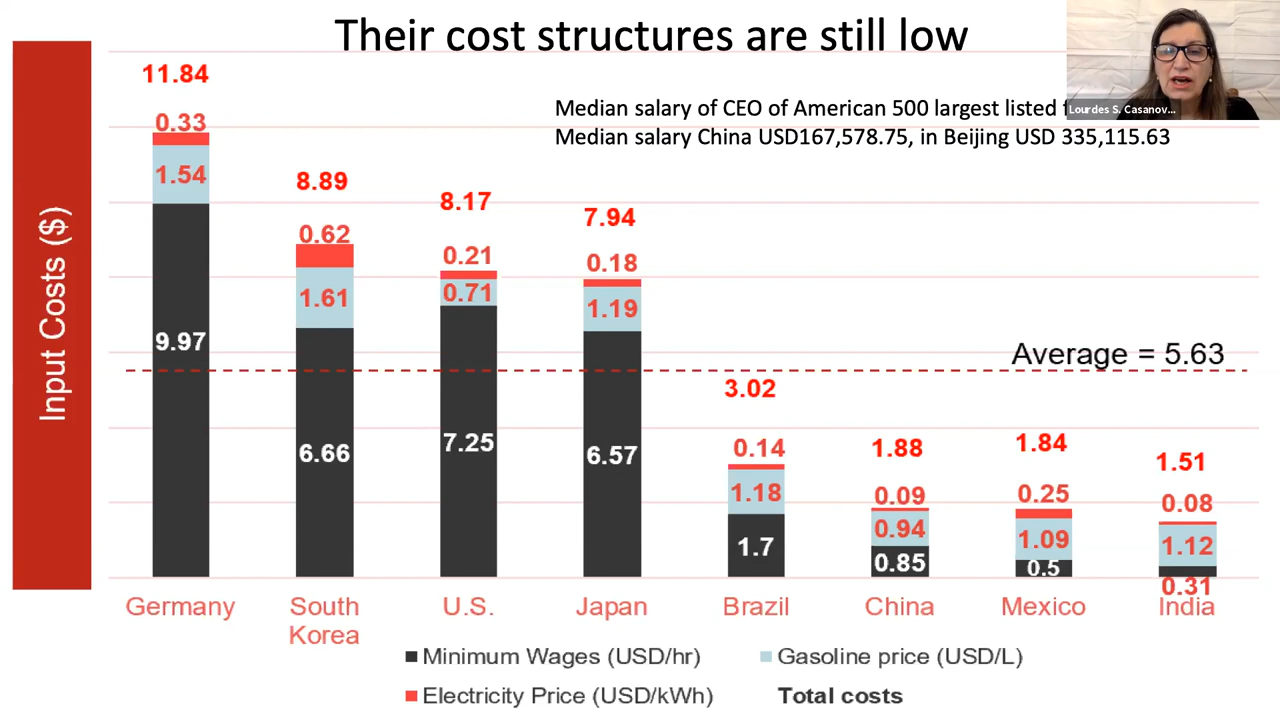 Their cost structures are still low
Lourdes S. Casanov...
Median salary of CEO of American 500 largest listed
Median salary China USD167,578.75, in Beijing USD 335,115.63
Input Costs ($)
11.84
0.33
1.54
9.97
8.89
0.62
1.61
6.66
8.17
0.21
0.71
7.25
7.94
0.18
1.19
6.57
Average = 5.63
3.02
0.14
1.18
1.7
1.88
0.09
0.94
0.85
1.84
0.25
1.09
0.5
1.51
0.08
1.12
0.31
Germany
South
Korea
U.S.
Japan
Brazil
China
Mexico
India
Minimum Wages (USD/hr)
Gasoline price (USD/L)
Electricity Price (USD/kWh)
Total costs